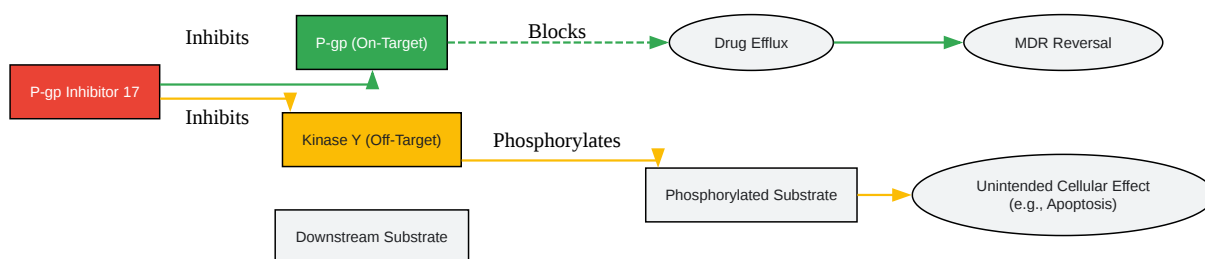 Inhibits
P-gp (On-Target)
Blocks
Drug Efflux
MDR Reversal
P-gp Inhibitor 17
Inhibits
Kinase Y (Off-Target)
Phosphorylates
Phosphorylated Substrate
Unintended Cellular Effect
(e.g., Apoptosis)
Downstream Substrate